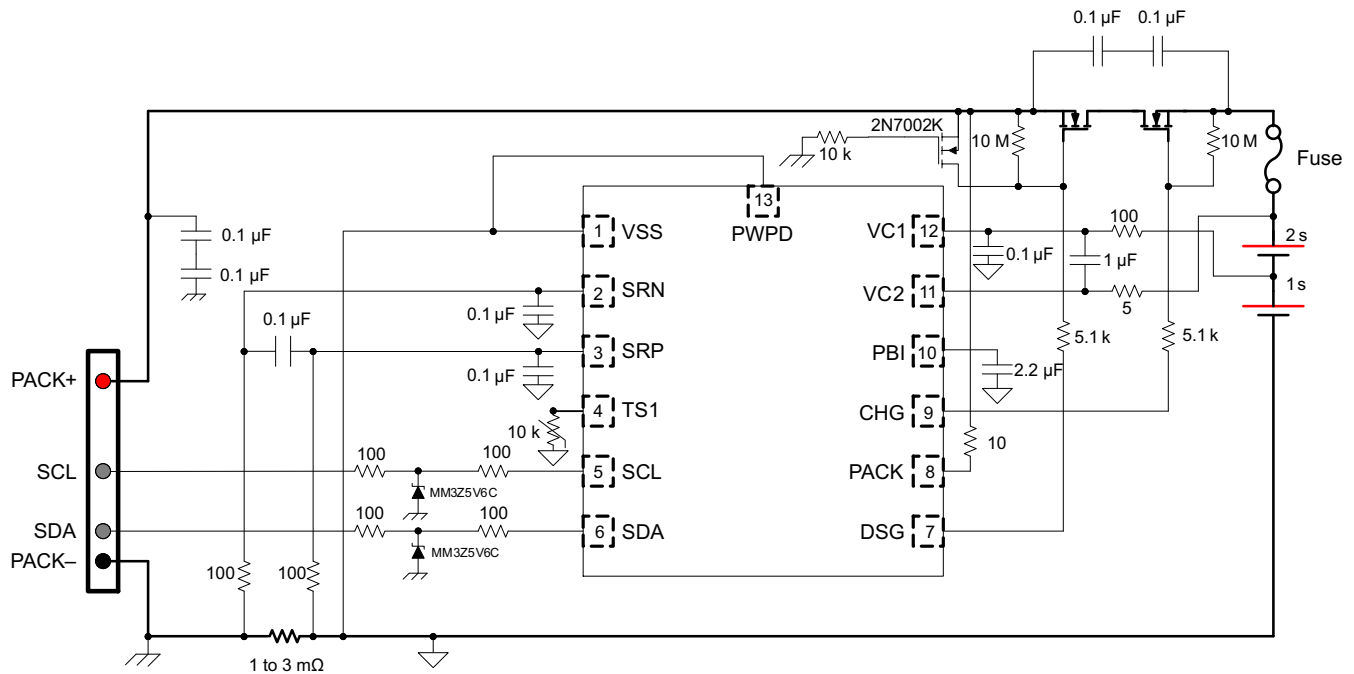 0.1 µF 0.1 µF
2N7002K
10 k
10 M
10 M
Fuse
13
PWPD
1 VSS
VC1 12
100
2 s
0.1 µF
0.1 µF
0.1 µF
1 µF
1 s
2 SRN
VC2 11
5
0.1 µF
0.1 µF
3 SRP
PBI 10
5.1 k
5.1 k
0.1 µF
2.2 µF
PACK+
4 TS1
CHG 9
10 k
10
SCL
100
100
5 SCL
PACK 8
MM3Z5V6C
100
100
SDA
6 SDA
DSG 7
MM3Z5V6C
PACK–
100
100
1 to 3 mΩ